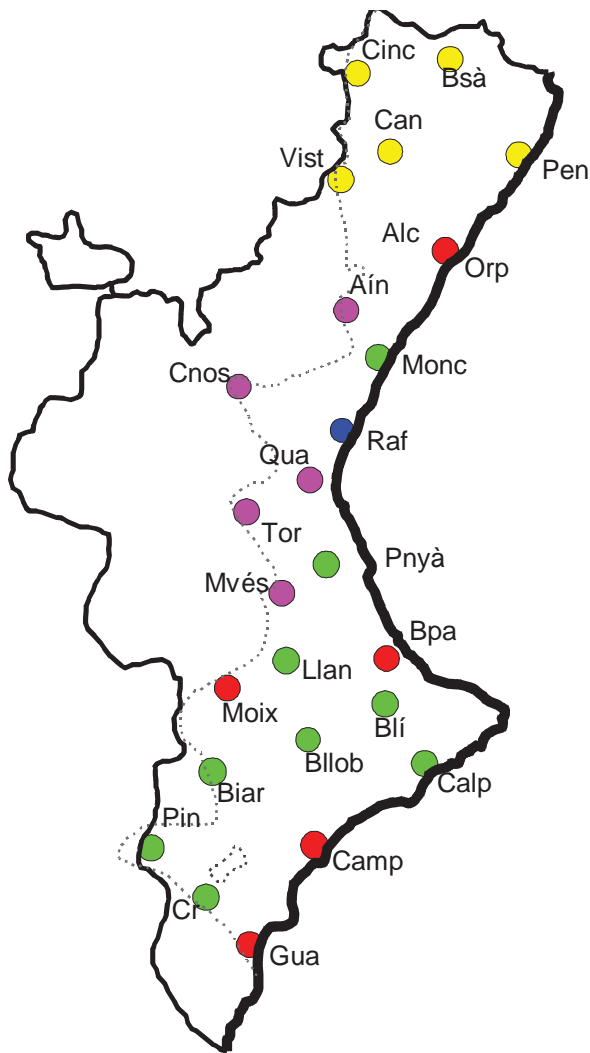 Cinc
Bsà
Can
Vist
Pen
Alc
Orp
Aín
Monc
Cnos
Raf
Qua
Tor
Pnyà
Mvés
Bpa
Llan
Moix
Blí
Bllob
Calp
Biar
Pin
Camp
Cr
Gua